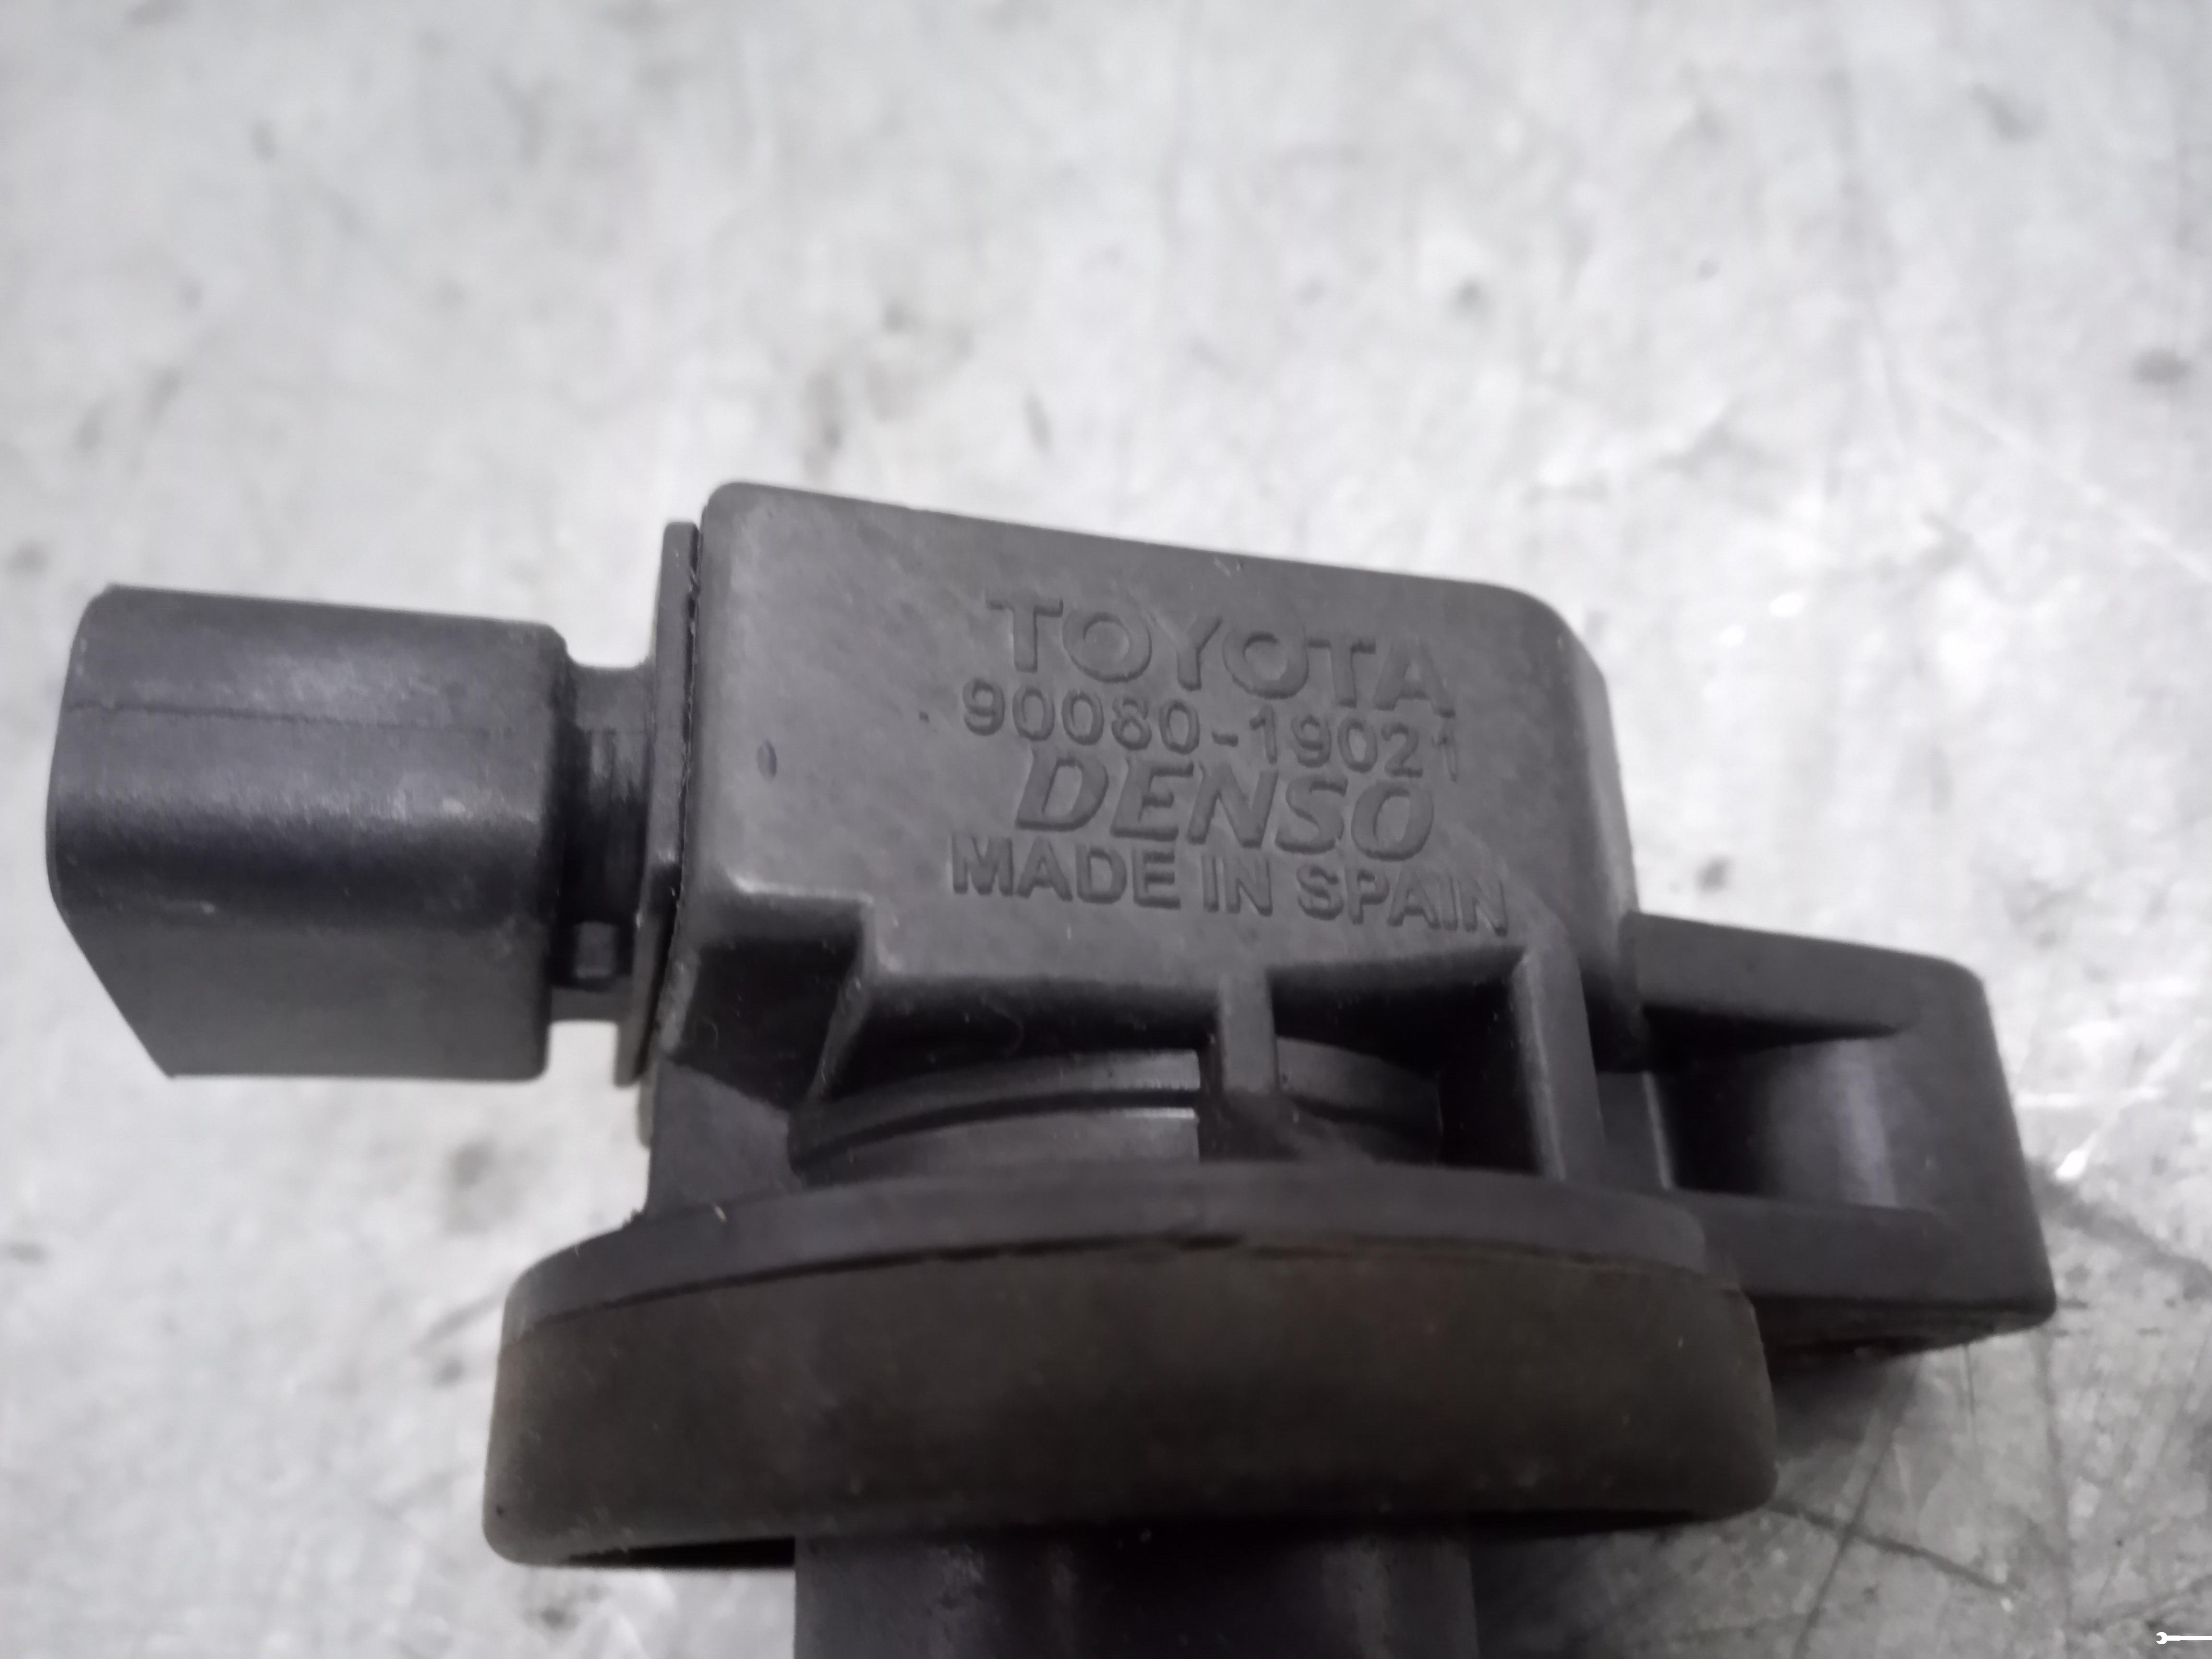 TOYOTA
90080-19021
DENSO
MADE IN SPAIN